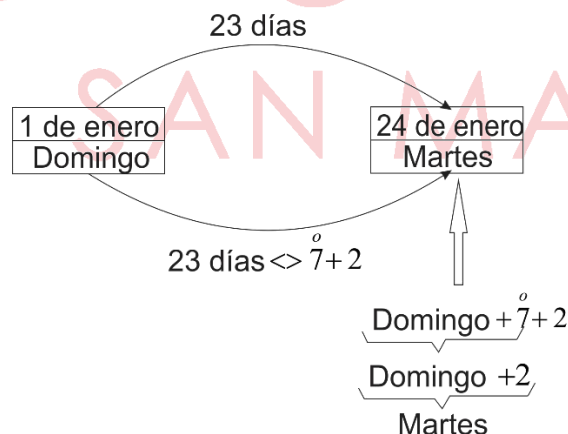 23 días
SAN MA
1 de enero
Domingo
24 de enero
Martes
23 días <> 7̊ + 2
Domingo + 7̊ + 2
Domingo +2
Martes